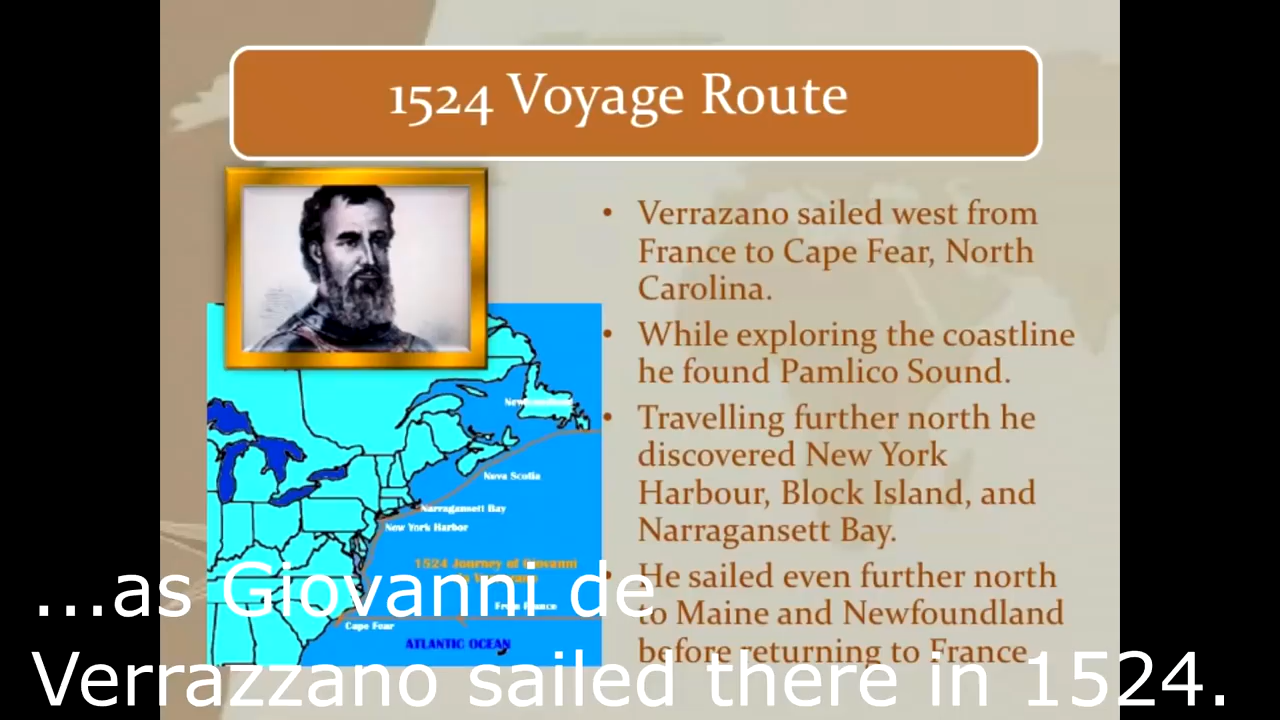 1524 Voyage Route
• Verrazano sailed west from
France to Cape Fear, North
Carolina.
• While exploring the coastline
he found Pamlico Sound.
• Travelling further north he
discovered New York
Harbour, Block Island, and
Narragansett Bay.
• He sailed even further north
to Maine and Newfoundland
before returning to France
Newfoundland
Nova Scotia
Narragansett Bay
New York Harbor
1524 Journey of Giovanni
From France
Cape Fear
ATLANTIC OCEAN
...as Giovanni de
Verrazzano sailed there in 1524.